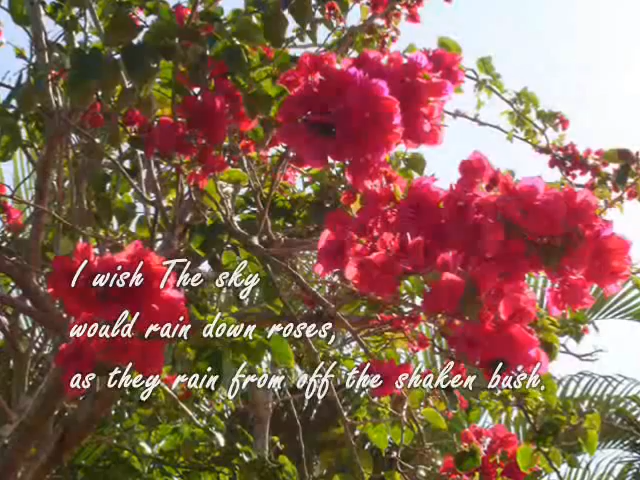 I wish The sky
would rain down roses,
as they rain from off the shaken bush.